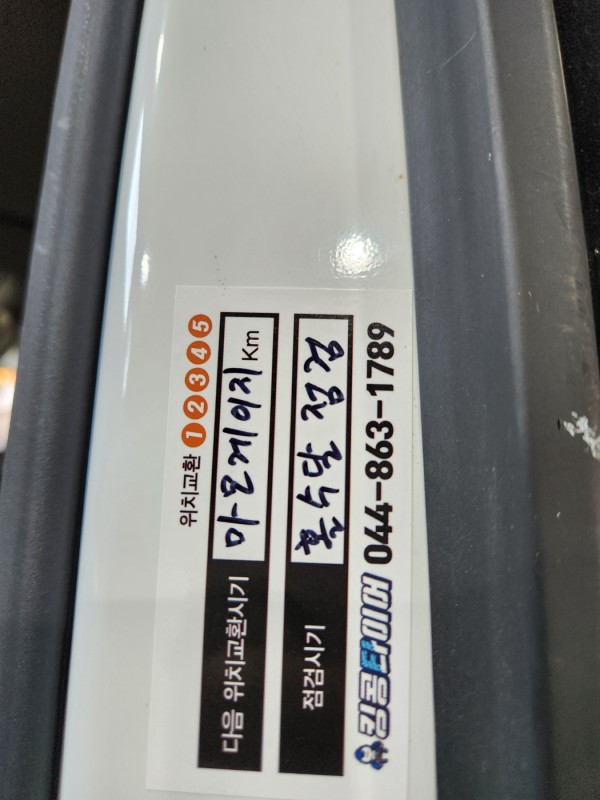 위치교환 1 2 3 4 5
다음 위치교환시기 마모게이지 Km
점검시기 홀수달 점검
킹콩타이어 044-863-1789